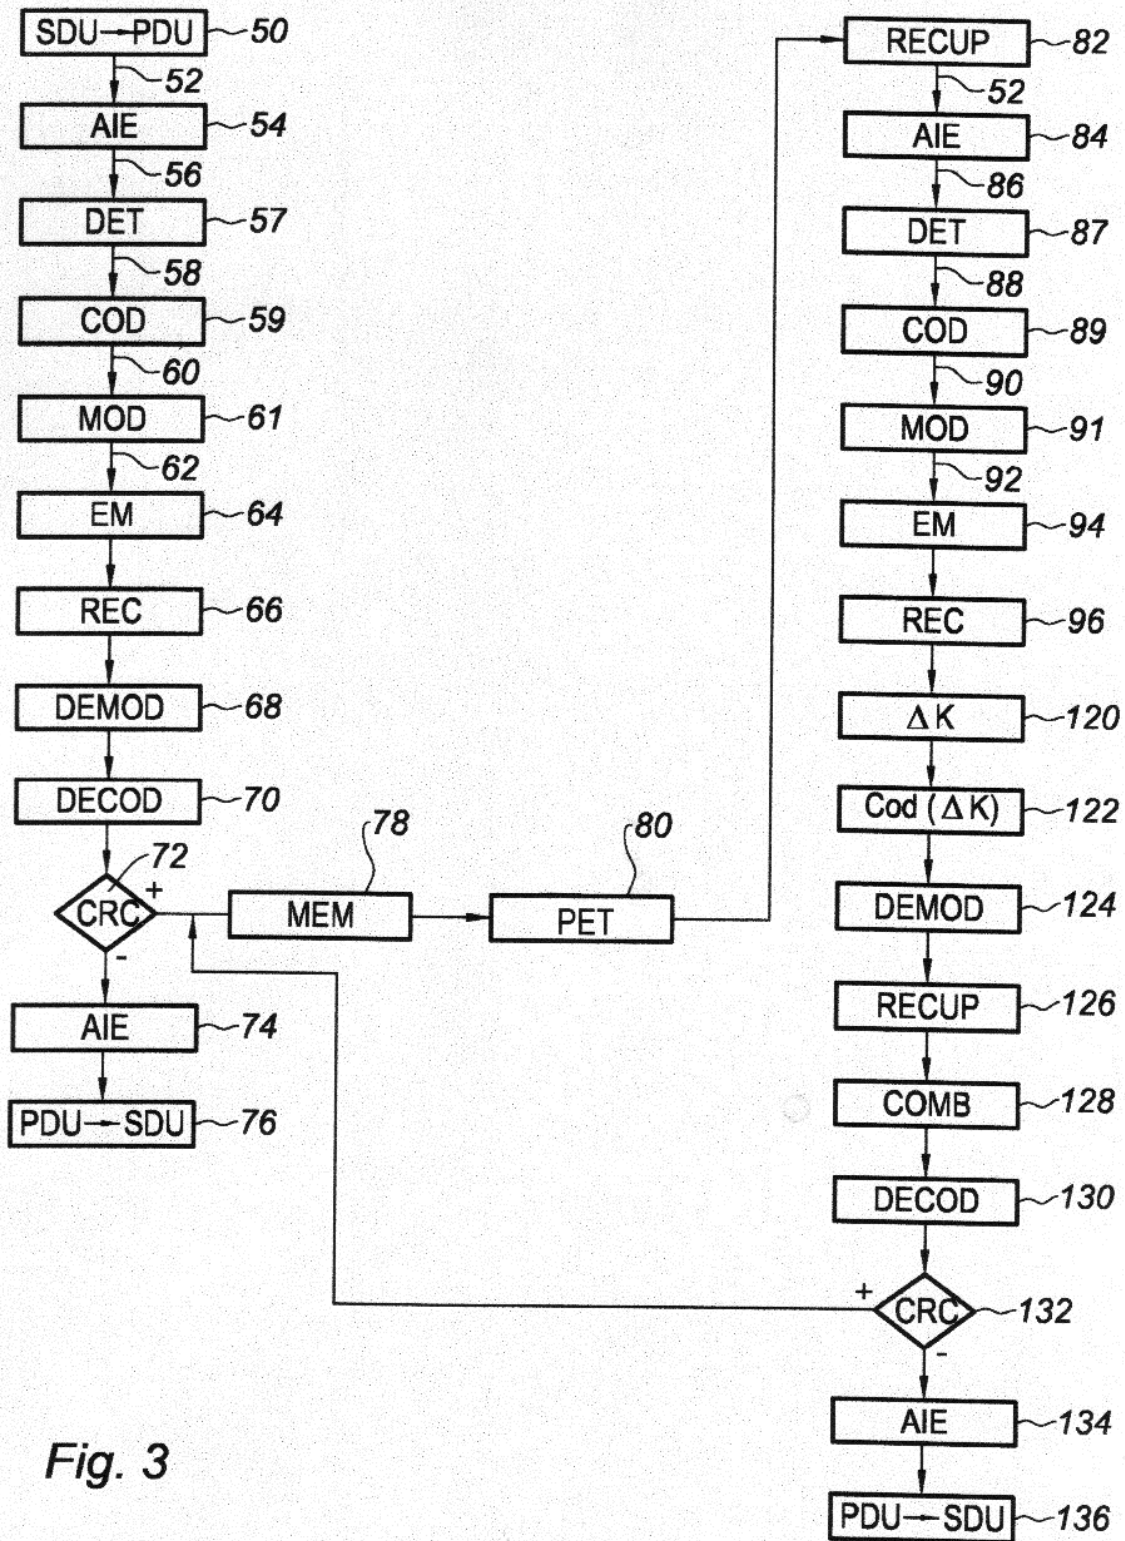 SDU→PDU 50
52
AIE 54
56
DET 57
58
COD 59
60
MOD 61
62
EM 64
REC 66
DEMOD 68
DECOD 70
72
CRC
+
-
AIE 74
PDU→SDU 76
78
MEM
80
PET
RECUP 82
52
AIE 84
86
DET 87
88
COD 89
90
MOD 91
92
EM 94
REC 96
ΔK 120
Cod (ΔK) 122
DEMOD 124
RECUP 126
COMB 128
DECOD 130
+
CRC 132
-
AIE 134
PDU→SDU 136
Fig. 3